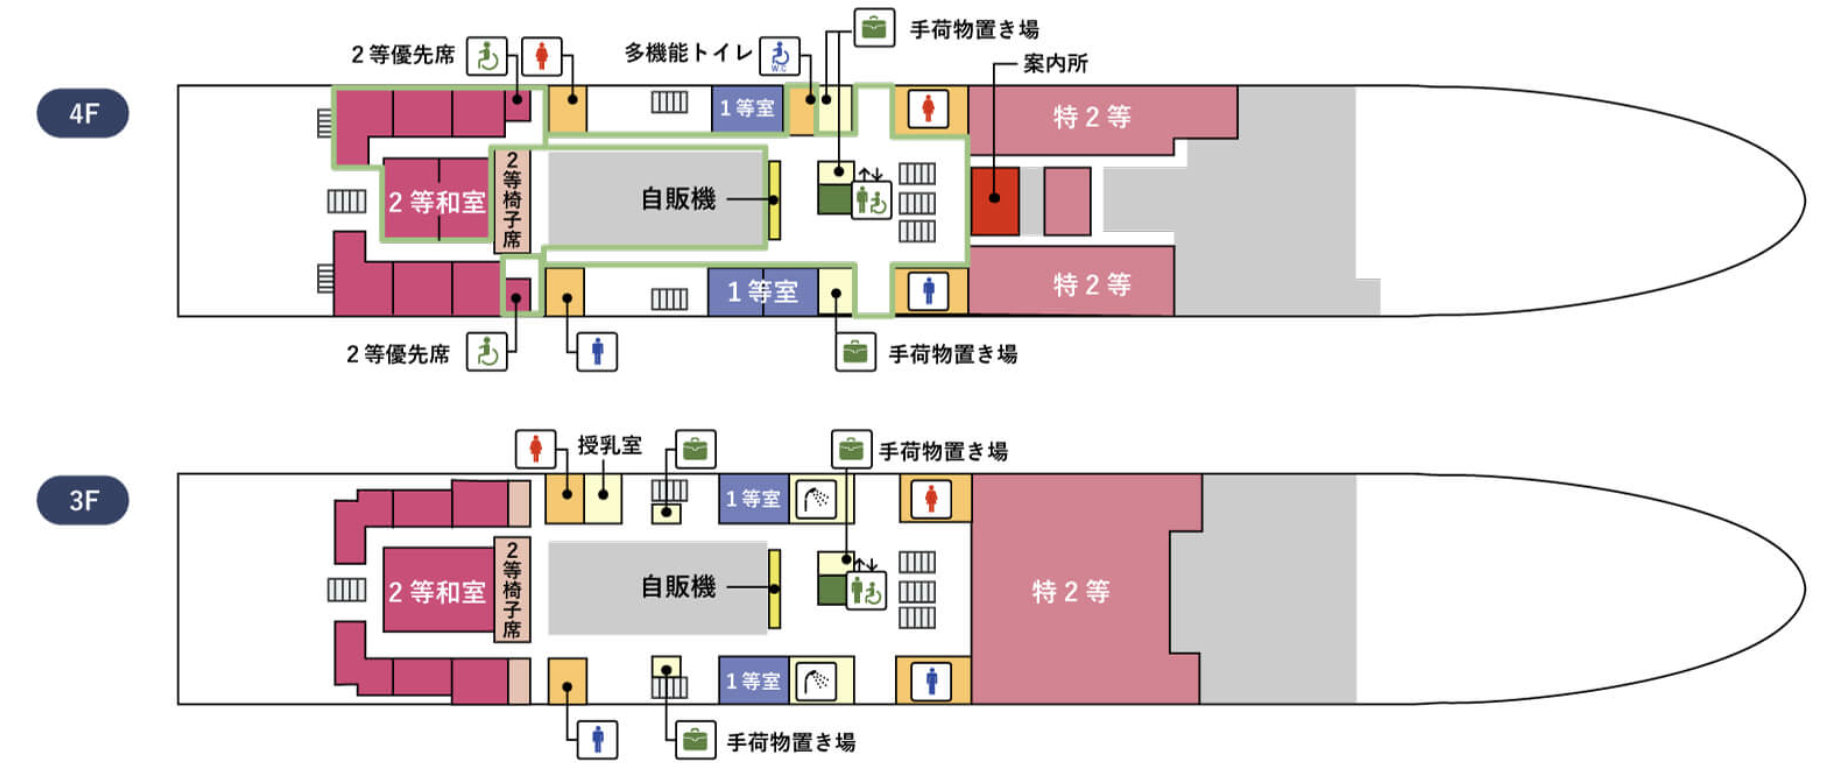 手荷物置き場
2等優先席
多機能トイレ
W.C
案内所
4F
1等室
特2等
2等和室
2等椅子席
自販機
1等室
特2等
2等優先席
手荷物置き場
授乳室
手荷物置き場
3F
1等室
2等和室
2等椅子席
自販機
特2等
1等室
手荷物置き場